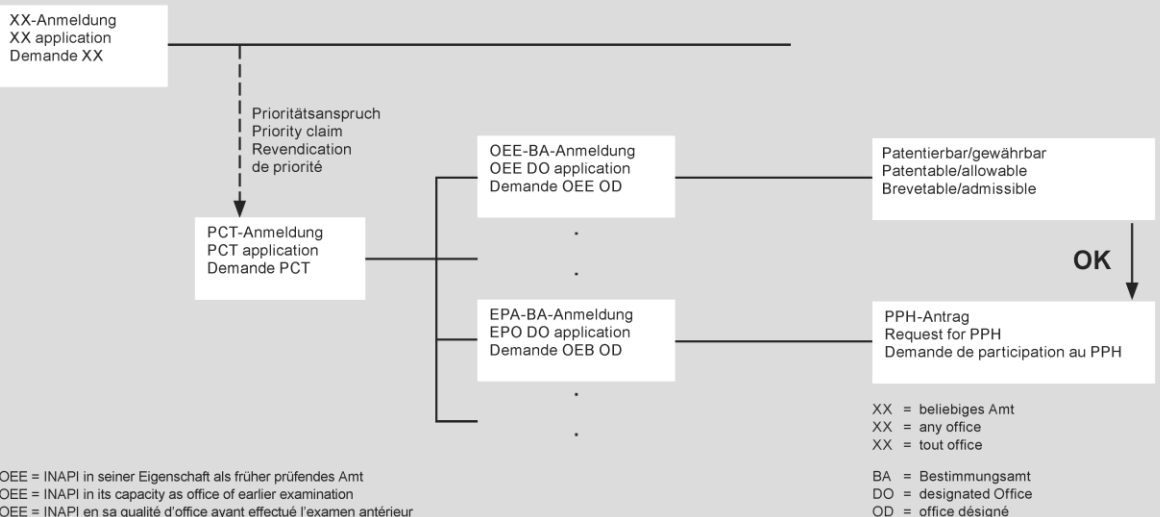 XX-Anmeldung
XX application
Demande XX
Prioritätsanspruch
Priority claim
Revendication
de priorité
PCT-Anmeldung
PCT application
Demande PCT
OEE-BA-Anmeldung
OEE DO application
Demande OEE OD
EPA-BA-Anmeldung
EPO DO application
Demande OEB OD
Patentierbar/gewährbar
Patentable/allowable
Brevetable/admissible
OK
PPH-Antrag
Request for PPH
Demande de participation au PPH
XX = beliebiges Amt
XX = any office
XX = tout office
BA = Bestimmungsamt
DO = designated Office
OD = office désigné
OEE = INAPI in seiner Eigenschaft als früher prüfendes Amt
OEE = INAPI in its capacity as office of earlier examination
OEE = INAPI en sa qualité d'office ayant effectué l'examen antérieur